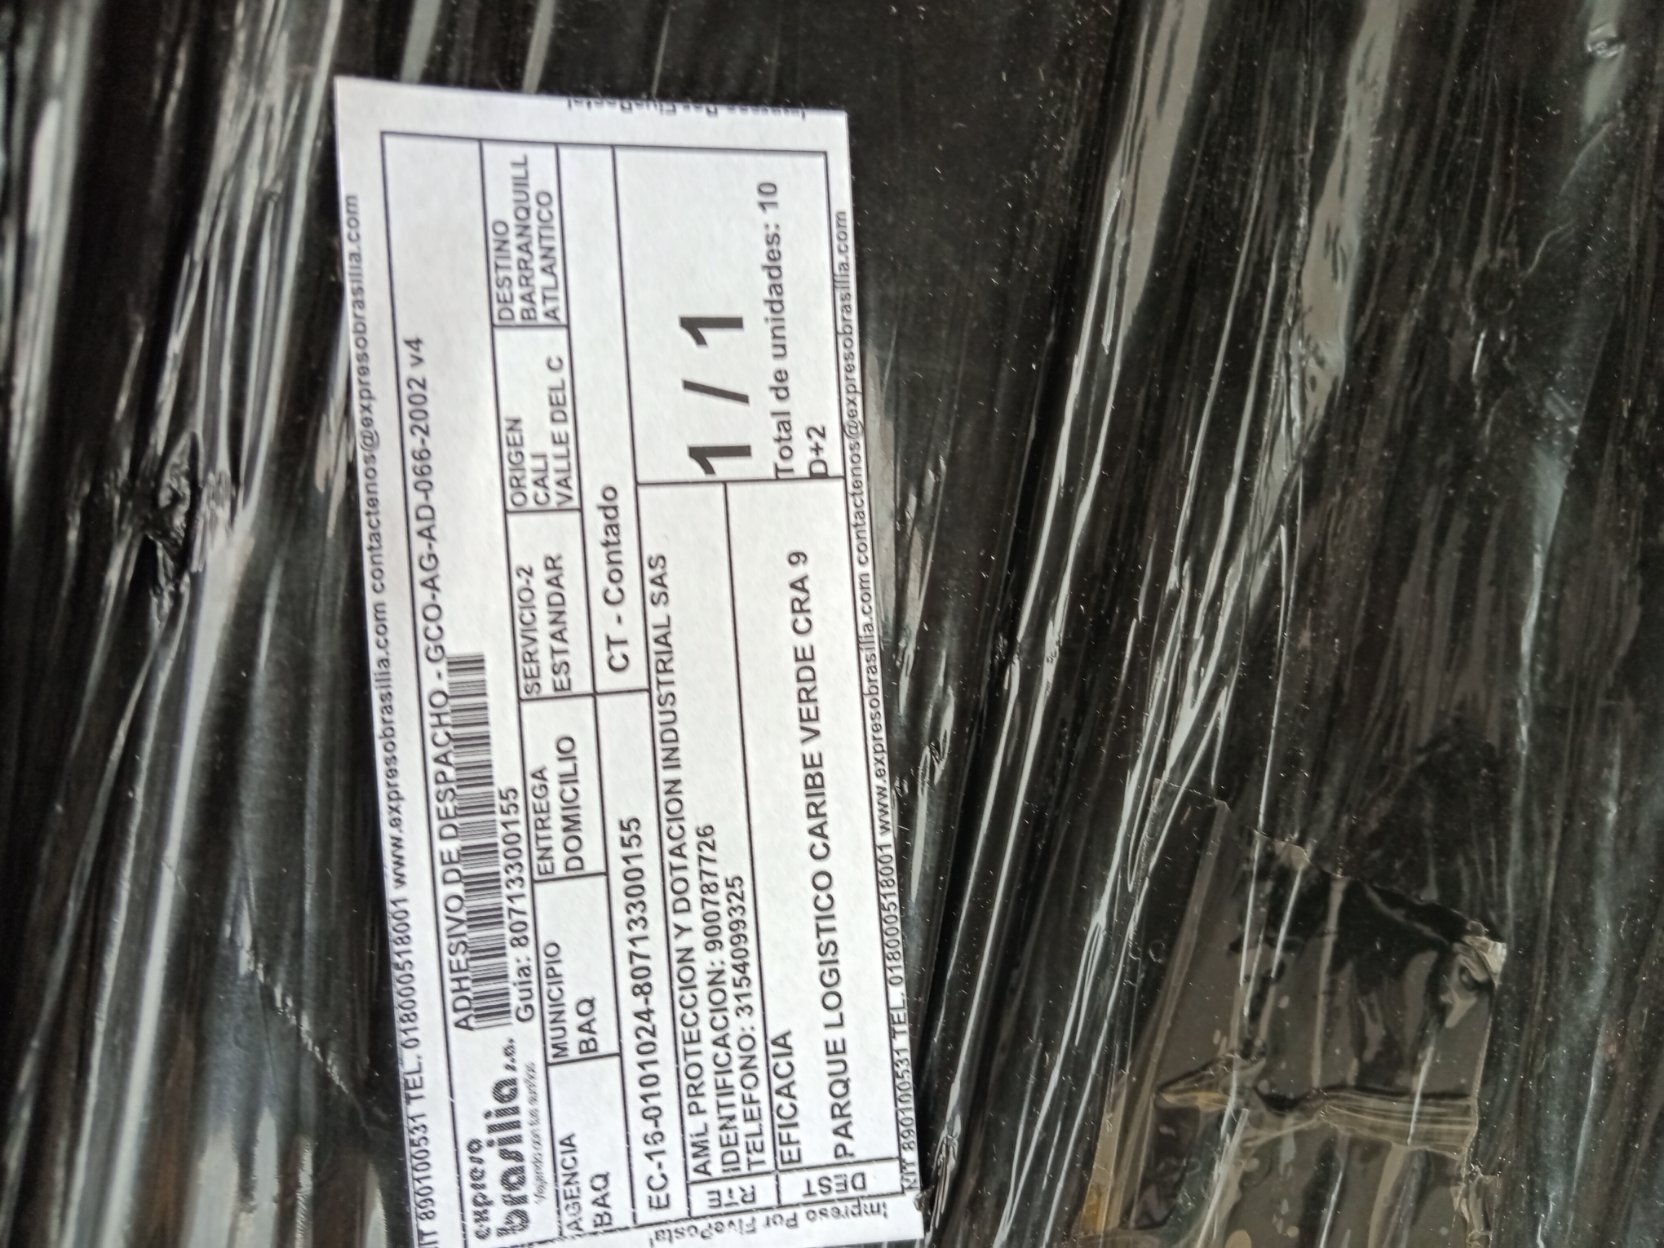 NIT 890100531 TEL. 018000518001 www.expresobrasilia.com contactenos@expresobrasilia.com
expreso
brasilia s.a.
ADHESIVO DE DESPACHO - GCO-AG-AD-066-2002 v4
Guia: 80713300155
AGENCIA
BAQ
MUNICIPIO
BAQ
ENTREGA
DOMICILIO
SERVICIO-2
ESTANDAR
ORIGEN
CALI
VALLE DEL C
DESTINO
BARRANQUILL
ATLANTICO
EC-16-0101024-80713300155
CT - Contado
REM
AML PROTECCION Y DOTACION INDUSTRIAL SAS
IDENTIFICACION: 900787726
TELEFONO: 3154099325
1 / 1
DEST
EFICACIA
PARQUE LOGISTICO CARIBE VERDE CRA 9
Total de unidades: 10
D+2
NIT 890100531 TEL. 018000518001 www.expresobrasilia.com contactenos@expresobrasilia.com
Impreso Por